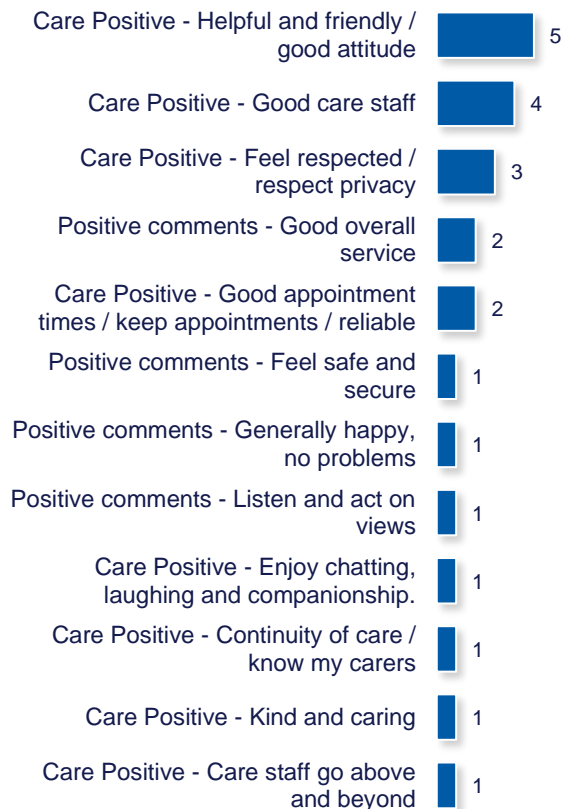 Care Positive - Helpful and friendly /
good attitude
5
Care Positive - Good care staff
4
Care Positive - Feel respected /
respect privacy
3
Positive comments - Good overall
service
2
Care Positive - Good appointment
times / keep appointments / reliable
2
Positive comments - Feel safe and
secure
1
Positive comments - Generally happy,
no problems
1
Positive comments - Listen and act on
views
1
Care Positive - Enjoy chatting,
laughing and companionship.
1
Care Positive - Continuity of care /
know my carers
1
Care Positive - Kind and caring
1
Care Positive - Care staff go above
and beyond
1